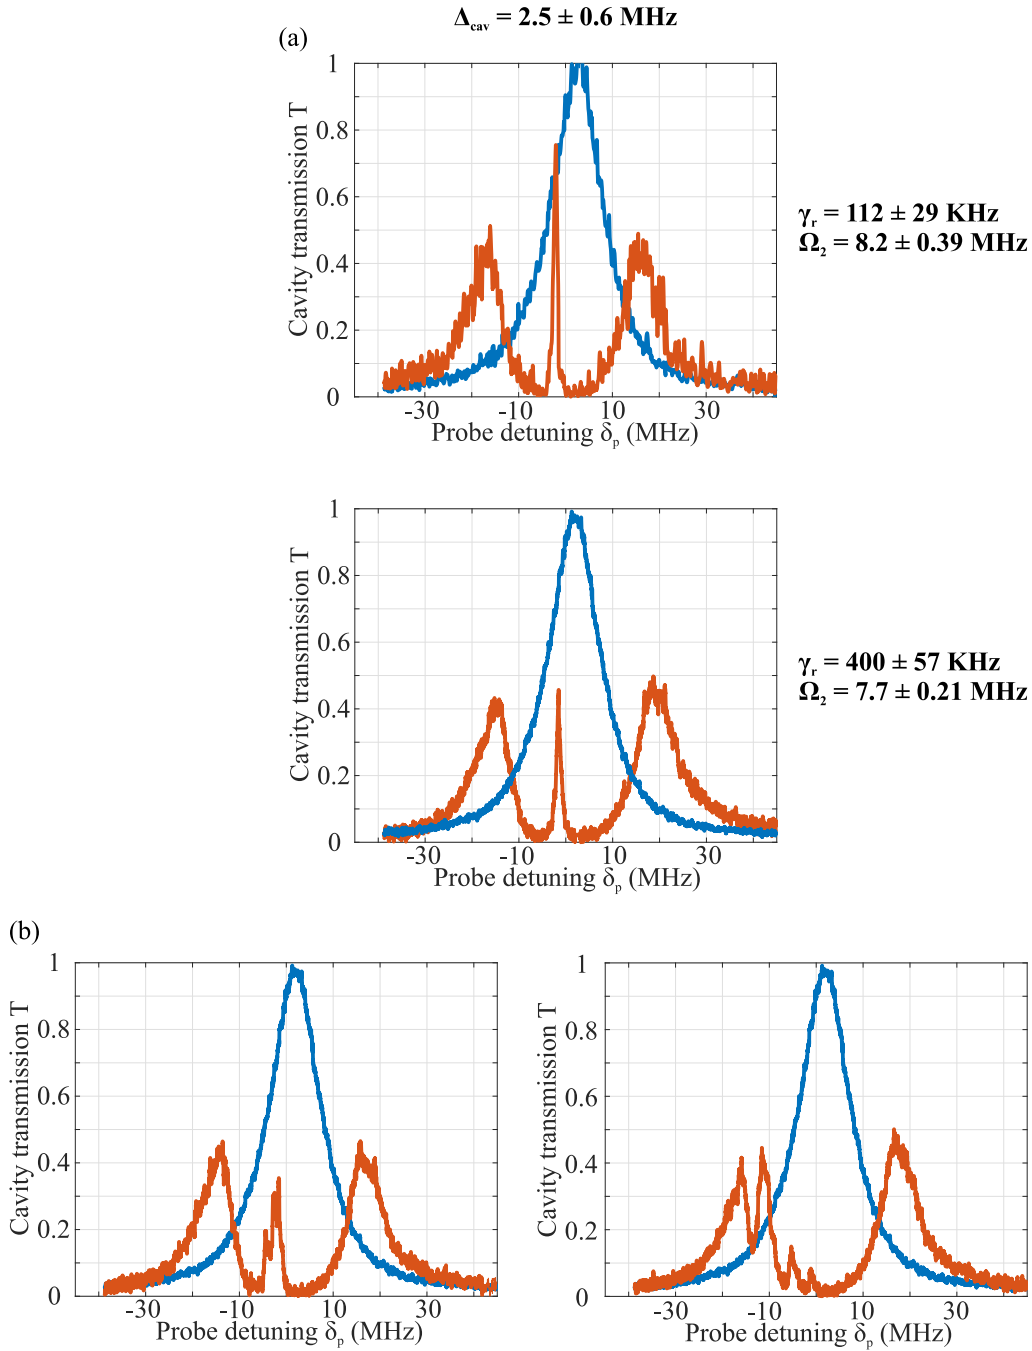 Δcav = 2.5 ± 0.6 MHz
(a)
1
0.8
0.6
0.4
0.2
0
Cavity transmission T
-30 -10 10 30
Probe detuning δp (MHz)
γr = 112 ± 29 KHz
Ω2 = 8.2 ± 0.39 MHz
1
0.8
0.6
0.4
0.2
0
Cavity transmission T
-30 -10 10 30
Probe detuning δp (MHz)
γr = 400 ± 57 KHz
Ω2 = 7.7 ± 0.21 MHz
(b)
1
0.8
0.6
0.4
0.2
0
Cavity transmission T
-30 -10 10 30
Probe detuning δp (MHz)
1
0.8
0.6
0.4
0.2
0
Cavity transmission T
-30 -10 10 30
Probe detuning δp (MHz)